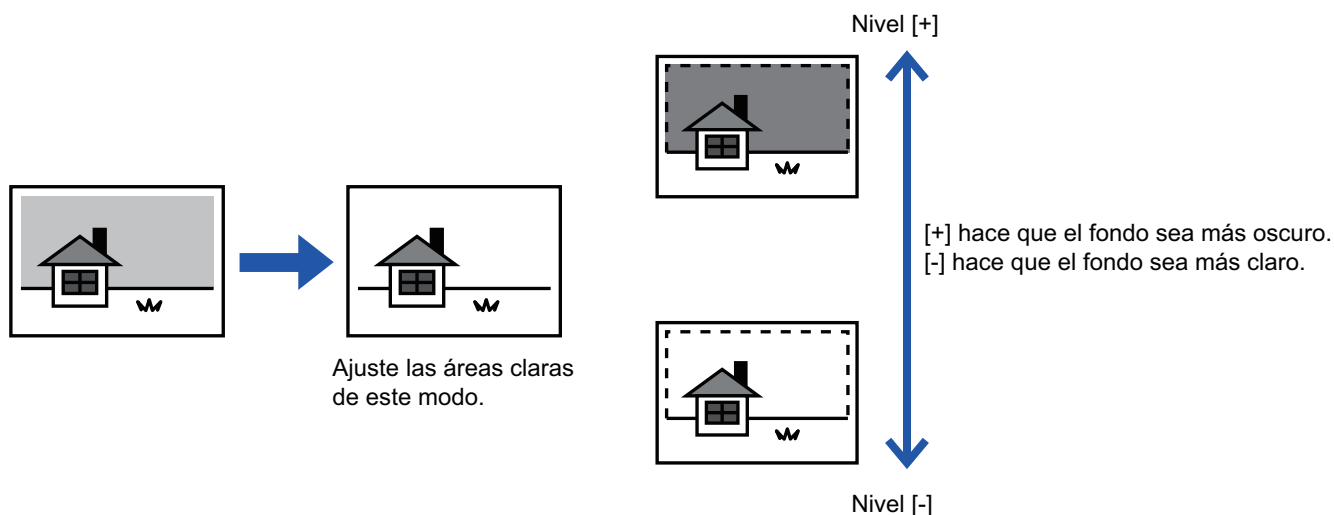 Nivel [+]
[+] hace que el fondo sea más oscuro.
[-] hace que el fondo sea más claro.
Ajuste las áreas claras
de este modo.
Nivel [-]